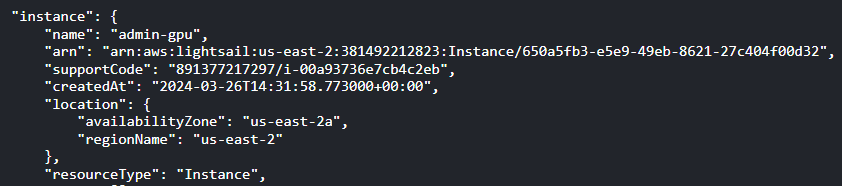 "instance": {
"name": "admin-gpu",
"arn": "arn:aws:lightsail:us-east-2:381492212823:Instance/650a5fb3-e5e9-49eb-8621-27c404f00d32",
"supportCode": "891377217297/i-00a93736e7cb4c2eb",
"createdAt": "2024-03-26T14:31:58.773000+00:00",
"location": {
"availabilityZone": "us-east-2a",
"regionName": "us-east-2"
},
"resourceType": "Instance",